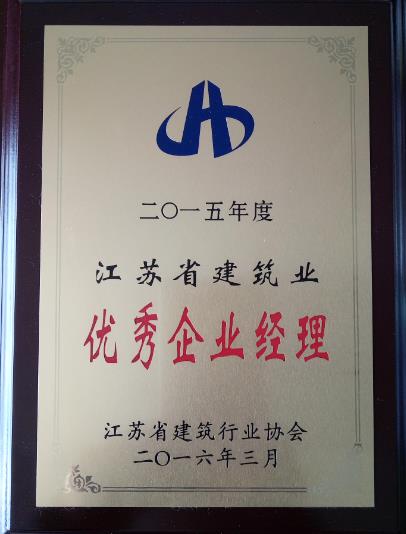 二〇一五年度
江苏省建筑业
优秀企业经理
江苏省建筑行业协会
二〇一六年三月